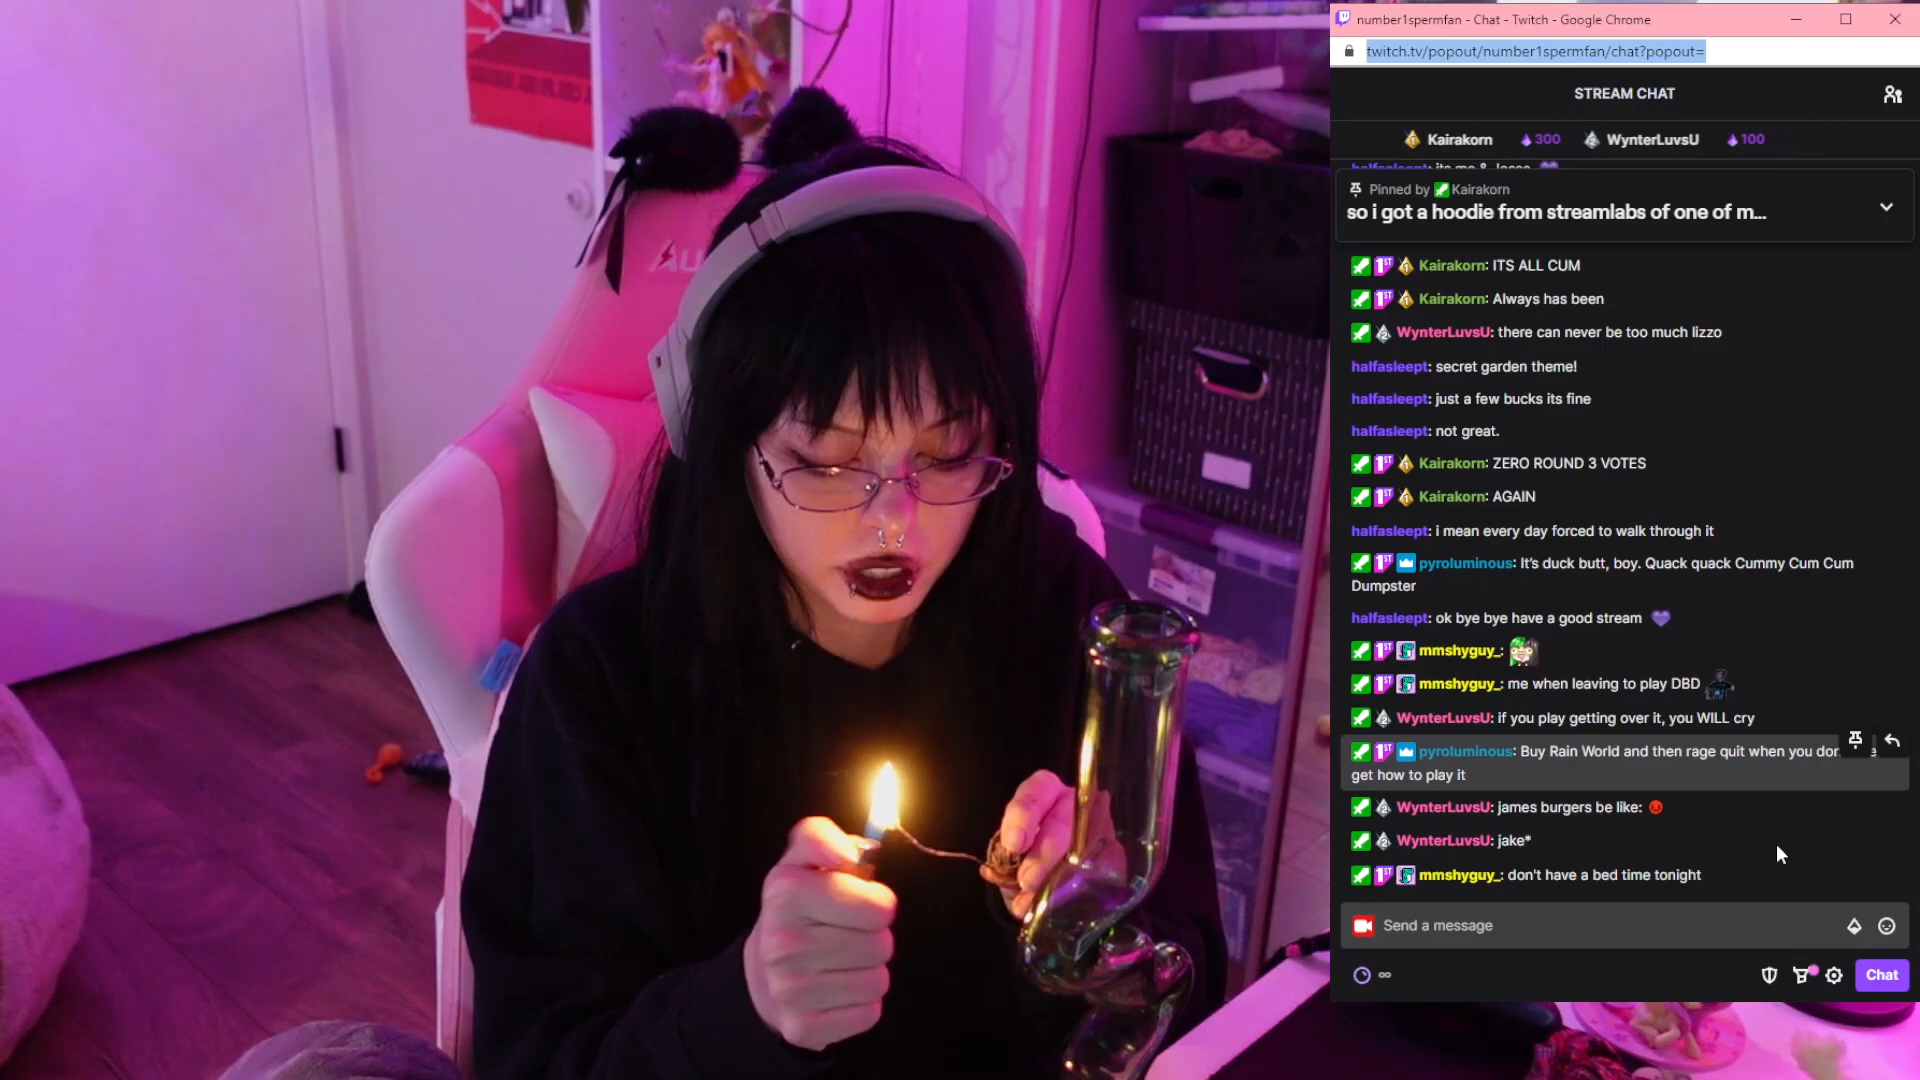 number1spermfan - Chat - Twitch - Google Chrome
twitch.tv/popout/number1spermfan/chat?popout=
STREAM CHAT
Kairakorn 300 WynterLuvsU 100
Pinned by Kairakorn
so i got a hoodie from streamlabs of one of m...
Kairakorn: ITS ALL CUM
Kairakorn: Always has been
WynterLuvsU: there can never be too much lizzo
halfasleept: secret garden theme!
halfasleept: just a few bucks its fine
halfasleept: not great.
Kairakorn: ZERO ROUND 3 VOTES
Kairakorn: AGAIN
halfasleept: i mean every day forced to walk through it
pyroluminous: It's duck butt, boy. Quack quack Cummy Cum Cum
Dumpster
halfasleept: ok bye bye have a good stream
mmshyguy_:
mmshyguy_: me when leaving to play DBD
WynterLuvsU: if you play getting over it, you WILL cry
pyroluminous: Buy Rain World and then rage quit when you
get how to play it
WynterLuvsU: james burgers be like:
WynterLuvsU: jake*
mmshyguy_: don't have a bed time tonight
Send a message
Chat